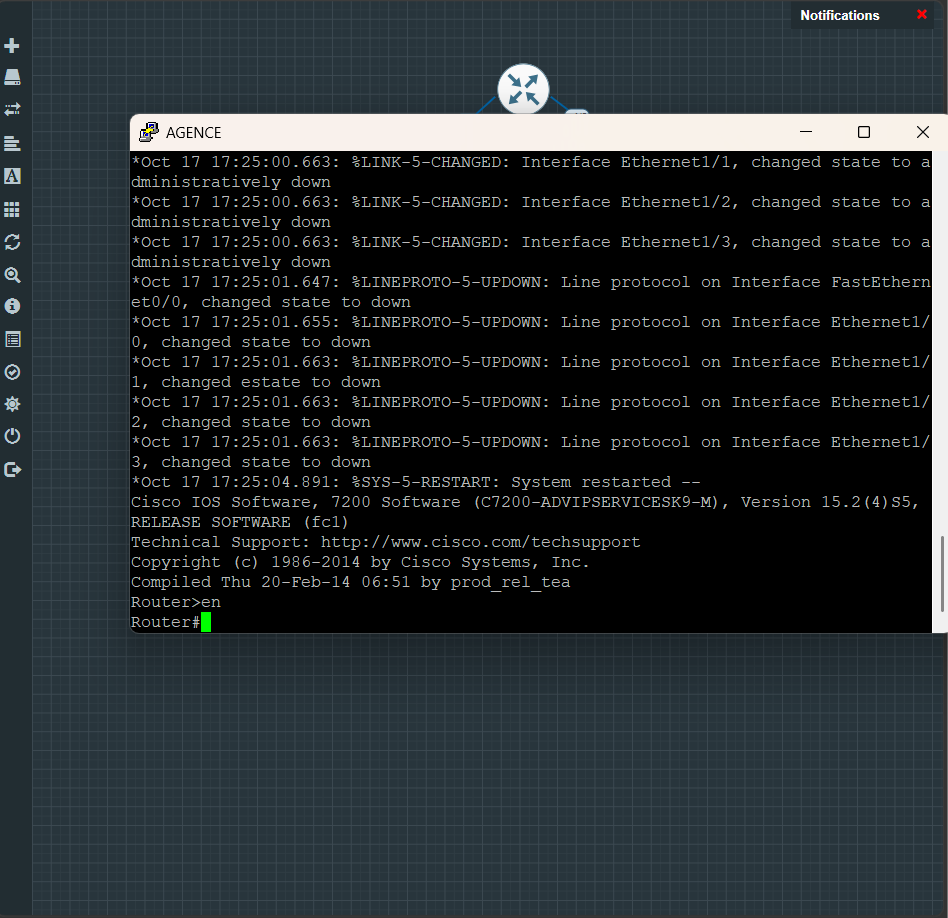 Notifications
AGENCE
*Oct 17 17:25:00.663: %LINK-5-CHANGED: Interface Ethernet1/1, changed state to a
dministratively down
*Oct 17 17:25:00.663: %LINK-5-CHANGED: Interface Ethernet1/2, changed state to a
dministratively down
*Oct 17 17:25:00.663: %LINK-5-CHANGED: Interface Ethernet1/3, changed state to a
dministratively down
*Oct 17 17:25:01.647: %LINEPROTO-5-UPDOWN: Line protocol on Interface FastEthern
et0/0, changed state to down
*Oct 17 17:25:01.655: %LINEPROTO-5-UPDOWN: Line protocol on Interface Ethernet1/
0, changed state to down
*Oct 17 17:25:01.663: %LINEPROTO-5-UPDOWN: Line protocol on Interface Ethernet1/
1, changed estate to down
*Oct 17 17:25:01.663: %LINEPROTO-5-UPDOWN: Line protocol on Interface Ethernet1/
2, changed state to down
*Oct 17 17:25:01.663: %LINEPROTO-5-UPDOWN: Line protocol on Interface Ethernet1/
3, changed state to down
*Oct 17 17:25:04.891: %SYS-5-RESTART: System restarted --
Cisco IOS Software, 7200 Software (C7200-ADVIPSERVICESK9-M), Version 15.2(4)S5,
RELEASE SOFTWARE (fc1)
Technical Support: http://www.cisco.com/techsupport
Copyright (c) 1986-2014 by Cisco Systems, Inc.
Compiled Thu 20-Feb-14 06:51 by prod_rel_tea
Router>en
Router#